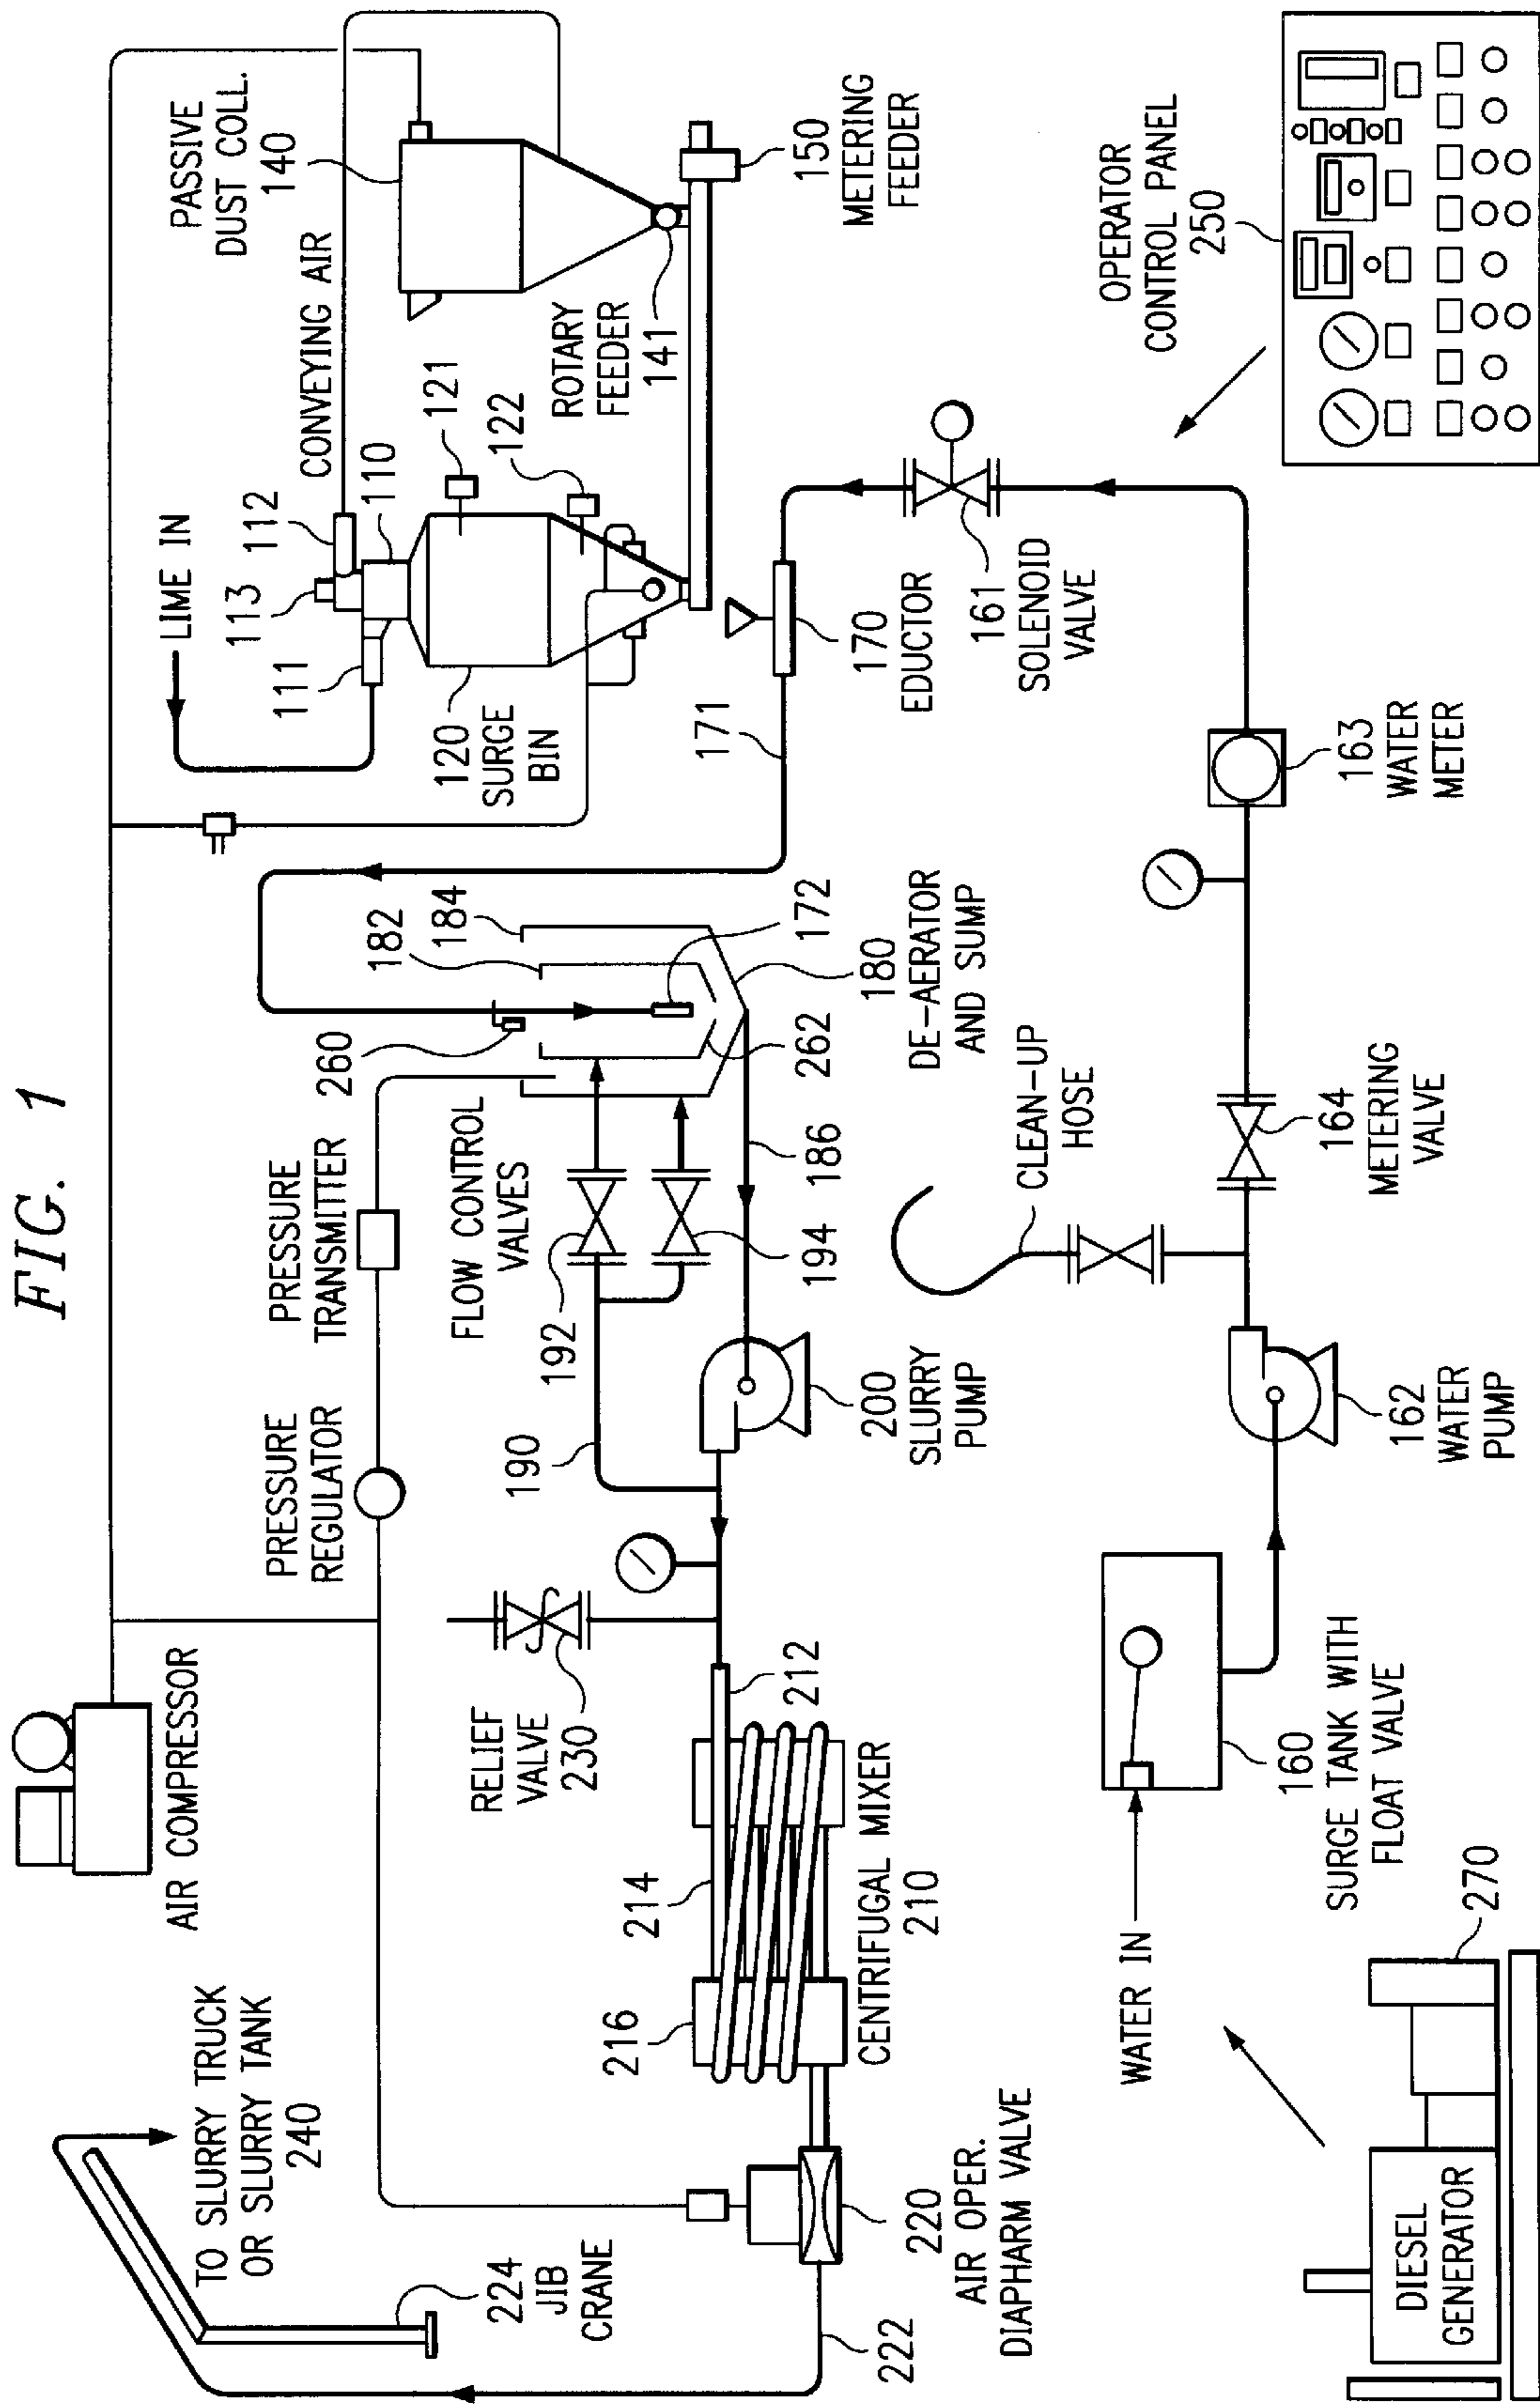 FIG. 1
AIR COMPRESSOR
TO SLURRY TRUCK
OR SLURRY TANK
240
224
JIB
CRANE
222
220
AIR OPER.
DIAPHARM VALVE
216
214
212
CENTRIFUGAL MIXER
210
RELIEF
VALVE
230
PRESSURE
REGULATOR
PRESSURE
TRANSMITTER
190
FLOW CONTROL
VALVES
192
194
186
200
SLURRY
PUMP
260
182
184
262
172
180
DE-AERATOR
AND SUMP
LIME IN
111
113
112
110
120
SURGE
BIN
121
122
CONVEYING AIR
PASSIVE
DUST COLL.
140
ROTARY
FEEDER
141
150
METERING
FEEDER
171
170
EDUCTOR
161
SOLENOID
VALVE
163
WATER
METER
CLEAN-UP
HOSE
164
METERING
VALVE
162
WATER
PUMP
WATER IN
160
SURGE TANK WITH
FLOAT VALVE
DIESEL
GENERATOR
270
OPERATOR
CONTROL PANEL
250